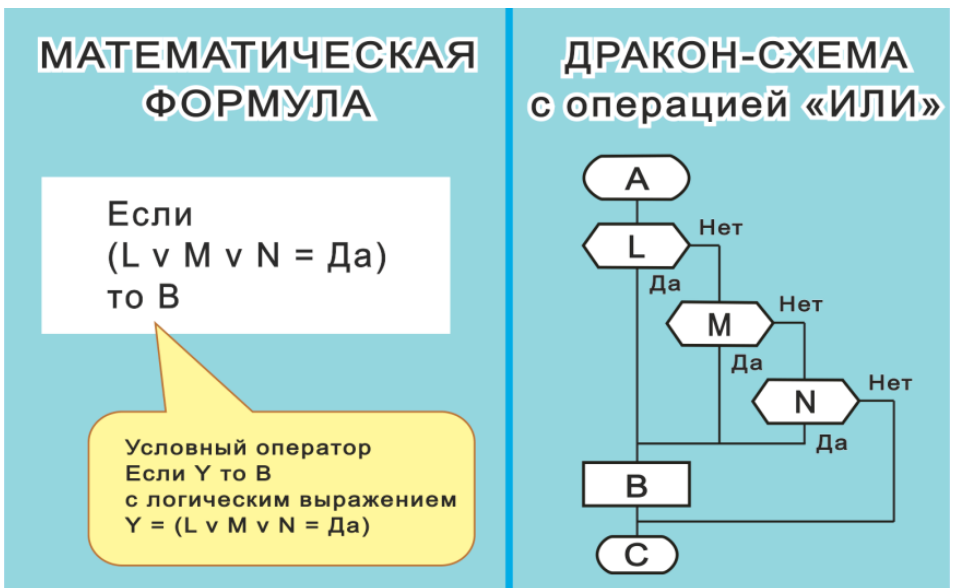 МАТЕМАТИЧЕСКАЯ
ФОРМУЛА
Если
(L v M v N = Да)
то В
Условный оператор
Если Y то В
с логическим выражением
Y = (L v M v N = Да)
ДРАКОН-СХЕМА
с операцией «ИЛИ»
А
Нет
L
Да
Нет
M
Да
Нет
N
Да
В
С